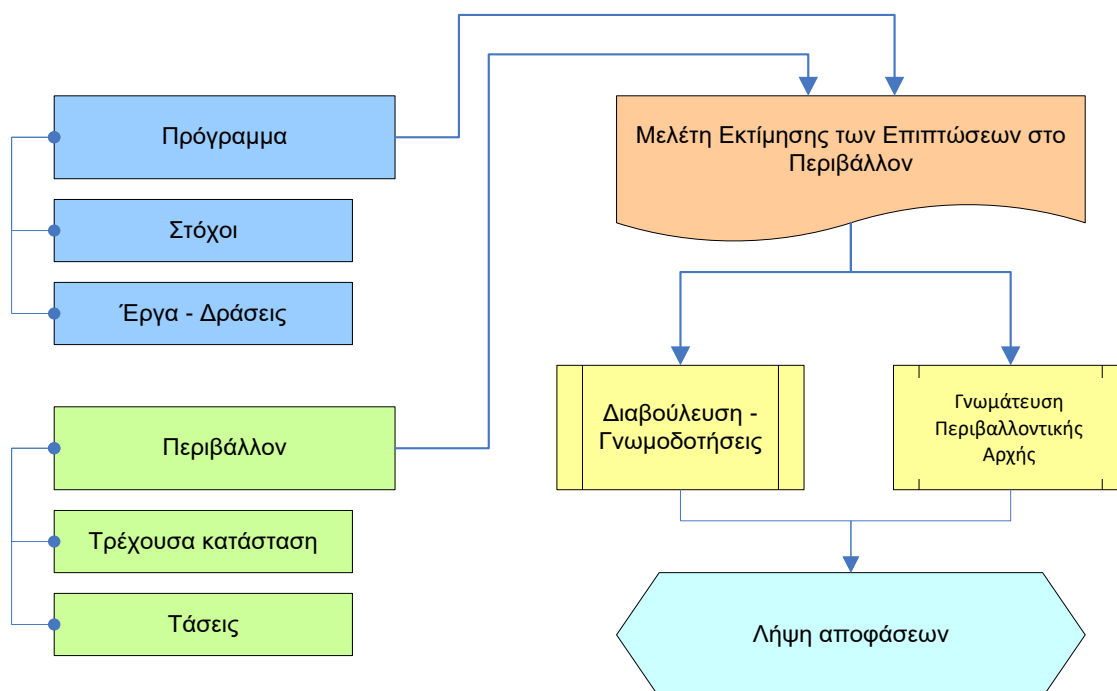 Πρόγραμμα
Στόχοι
Έργα - Δράσεις
Περιβάλλον
Τρέχουσα κατάσταση
Τάσεις
Μελέτη Εκτίμησης των Επιπτώσεων στο
Περιβάλλον
Διαβούλευση -
Γνωμοδοτήσεις
Γνωμάτευση
Περιβαλλοντικής
Αρχής
Λήψη αποφάσεων